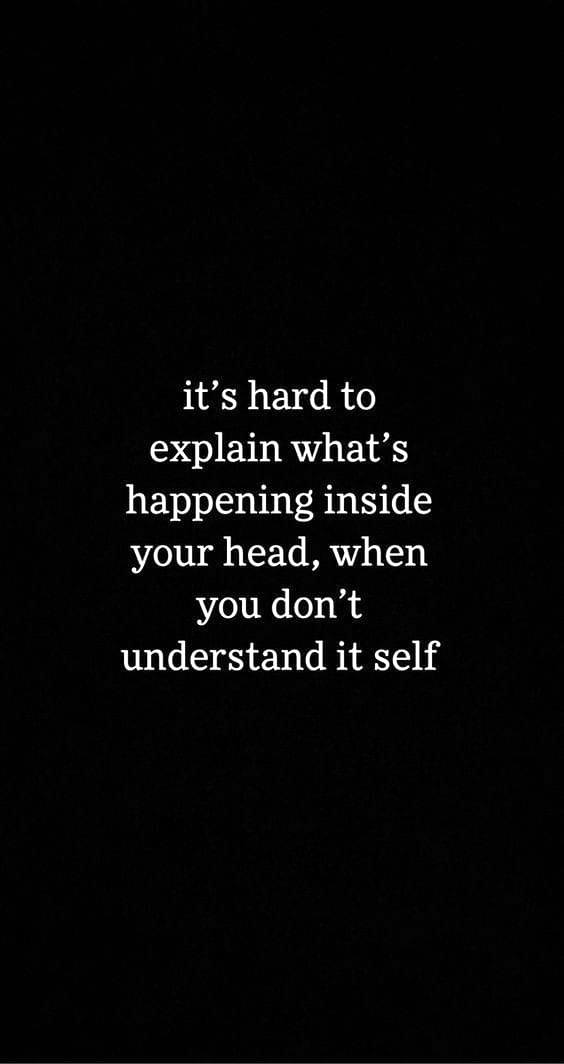 it’s hard to
explain what’s
happening inside
your head, when
you don’t
understand it self